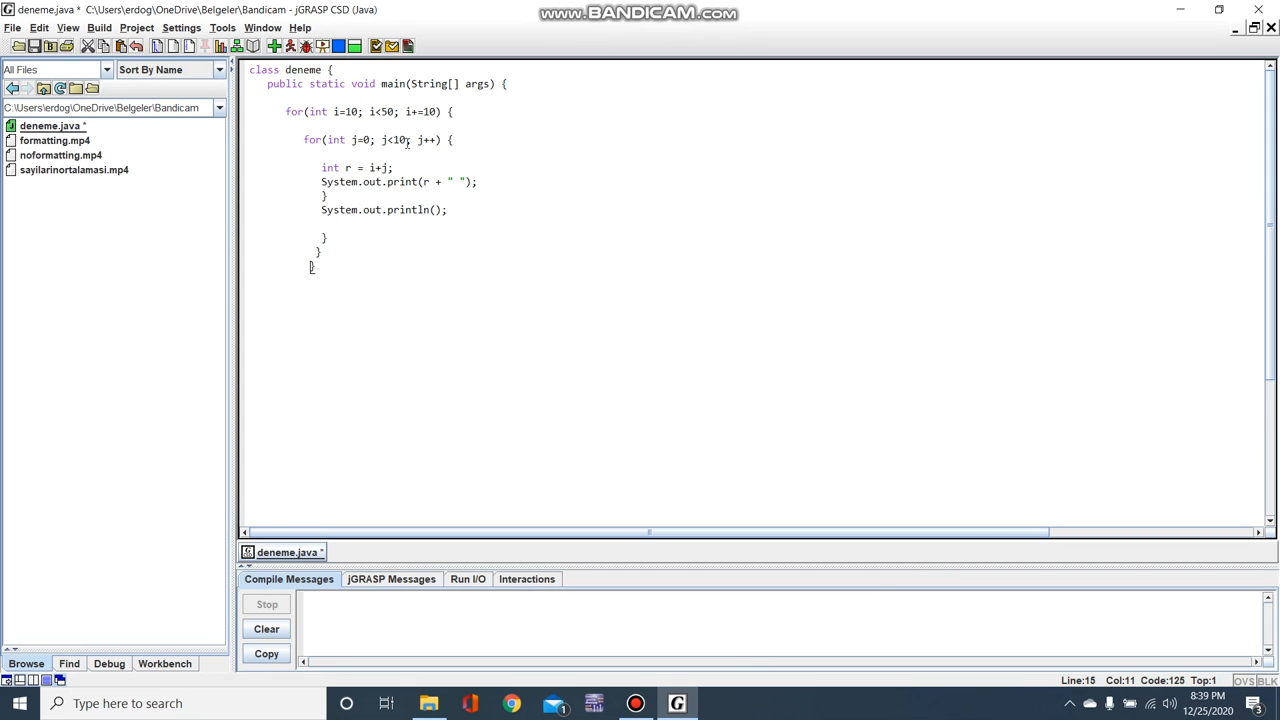 deneme.java * C:\Users\erdog\OneDrive\Belgeler\Bandicam - jGRASP CSD (Java)
www.BANDICAM.com
File Edit View Build Project Settings Tools Window Help
All Files Sort By Name
C:\Users\erdog\OneDrive\Belgeler\Bandicam
deneme.java *
formatting.mp4
noformatting.mp4
sayilarinortalamasi.mp4
class deneme {
public static void main(String[] args) {
for(int i=10; i<50; i+=10) {
for(int j=0; j<10; j++) {
int r = i+j;
System.out.print(r + " ");
}
System.out.println();
}
}
}
deneme.java *
Compile Messages jGRASP Messages Run I/O Interactions
Stop
Clear
Copy
Browse Find Debug Workbench
Line:15 Col:11 Code:125 Top:1 OVS BLK
Type here to search
1
G
8:39 PM
12/25/2020
3